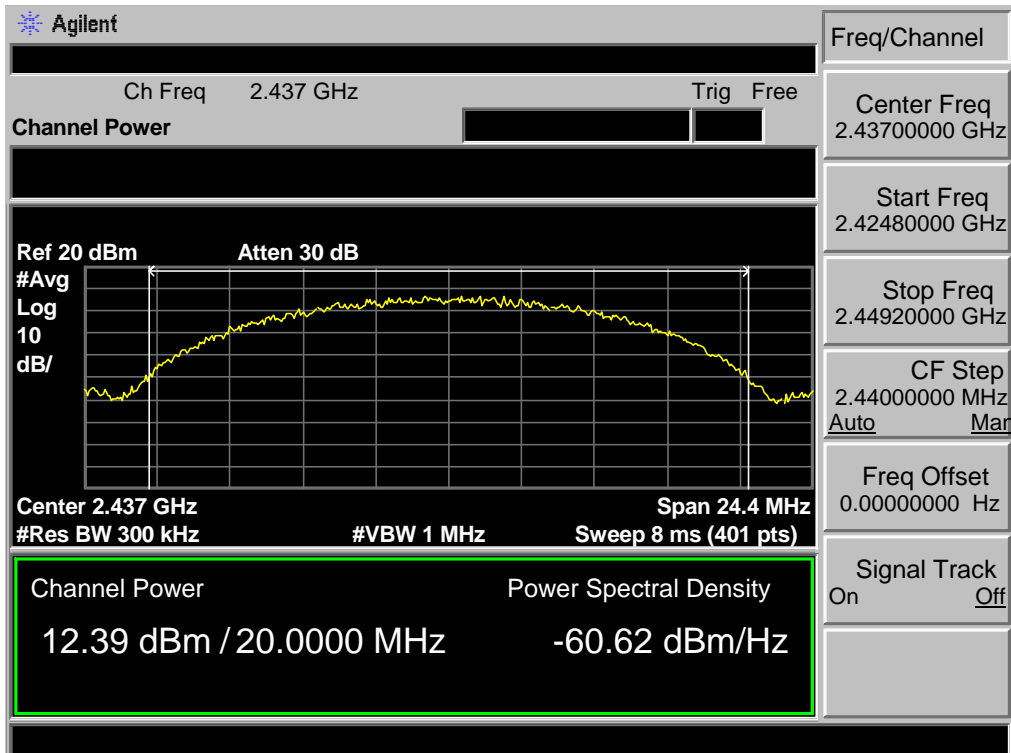 Agilent
Freq/Channel
Ch Freq 2.437 GHz Trig Free
Channel Power
Center Freq
2.43700000 GHz
Start Freq
2.42480000 GHz
Stop Freq
2.44920000 GHz
CF Step
2.44000000 MHz
Auto Man
Freq Offset
0.00000000 Hz
Signal Track
On Off
Ref 20 dBm Atten 30 dB
#Avg
Log
10
dB/
Center 2.437 GHz Span 24.4 MHz
#Res BW 300 kHz #VBW 1 MHz Sweep 8 ms (401 pts)
Channel Power Power Spectral Density
12.39 dBm / 20.0000 MHz -60.62 dBm/Hz